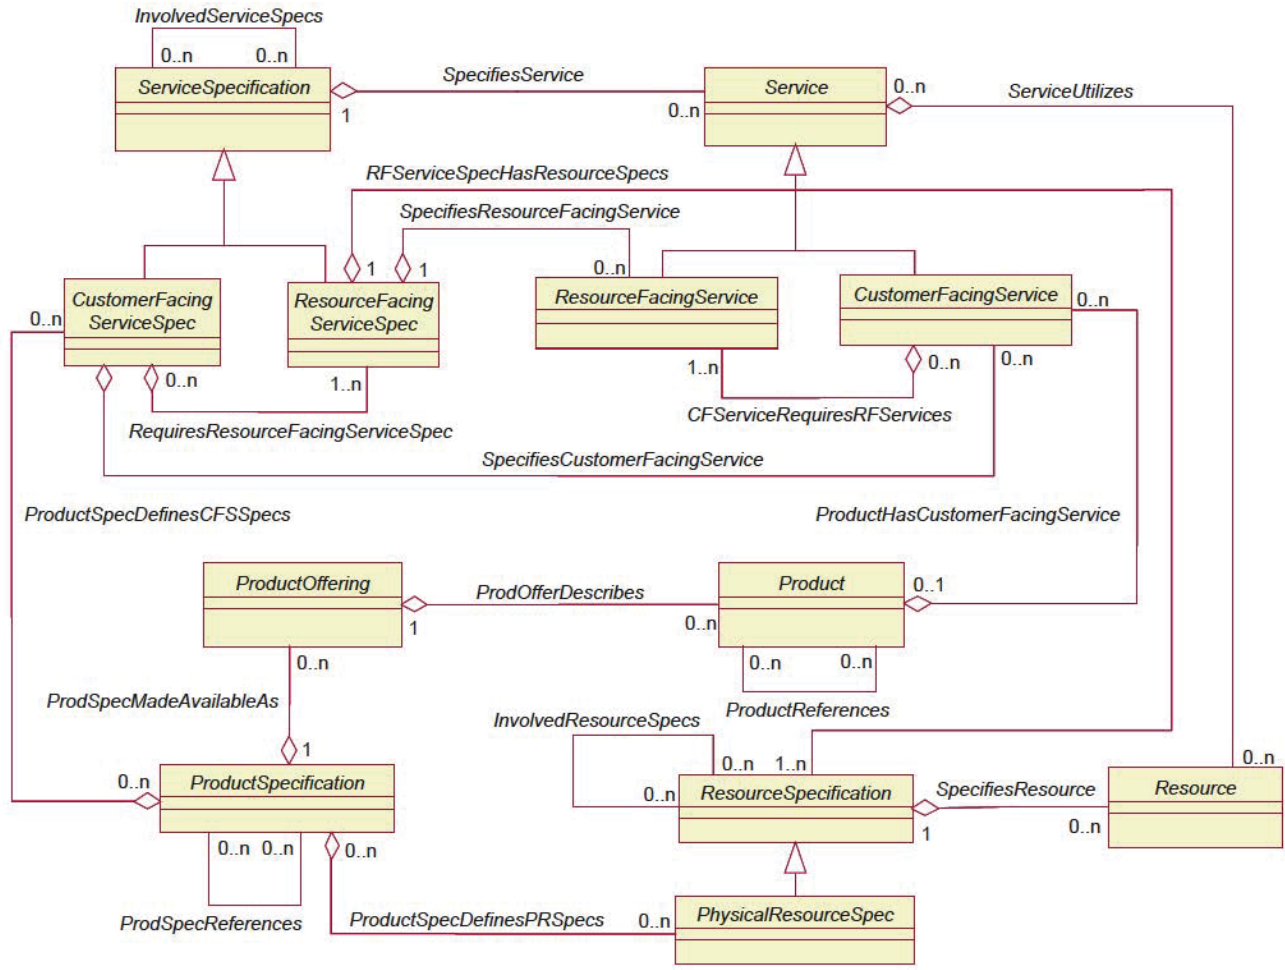 InvolvedServiceSpecs
0..n 0..n
ServiceSpecification
1
SpecifiesService
0..n
Service
0..n
ServiceUtilizes
RFServiceSpecHasResourceSpecs
SpecifiesResourceFacingService
1 1
0..n
CustomerFacing
ServiceSpec
0..n
ResourceFacing
ServiceSpec
ResourceFacingService
CustomerFacingService
0..n
0..n
1..n
1..n
0..n
0..n
RequiresResourceFacingServiceSpec
CFServiceRequiresRFServices
SpecifiesCustomerFacingService
ProductSpecDefinesCFSSpecs
ProductHasCustomerFacingService
ProductOffering
1
ProdOfferDescribes
0..n
Product
0..1
0..n
0..n 0..n
ProdSpecMadeAvailableAs
ProductReferences
InvolvedResourceSpecs
1
0..n
1..n
0..n
0..n
ProductSpecification
0..n
ResourceSpecification
1
SpecifiesResource
0..n
Resource
0..n 0..n
0..n
ProdSpecReferences
ProductSpecDefinesPRSpecs
0..n
PhysicalResourceSpec